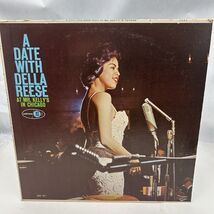 A
DATE
WITH
DELLA
REESE
AT MR. KELLY'S
IN CHICAGO